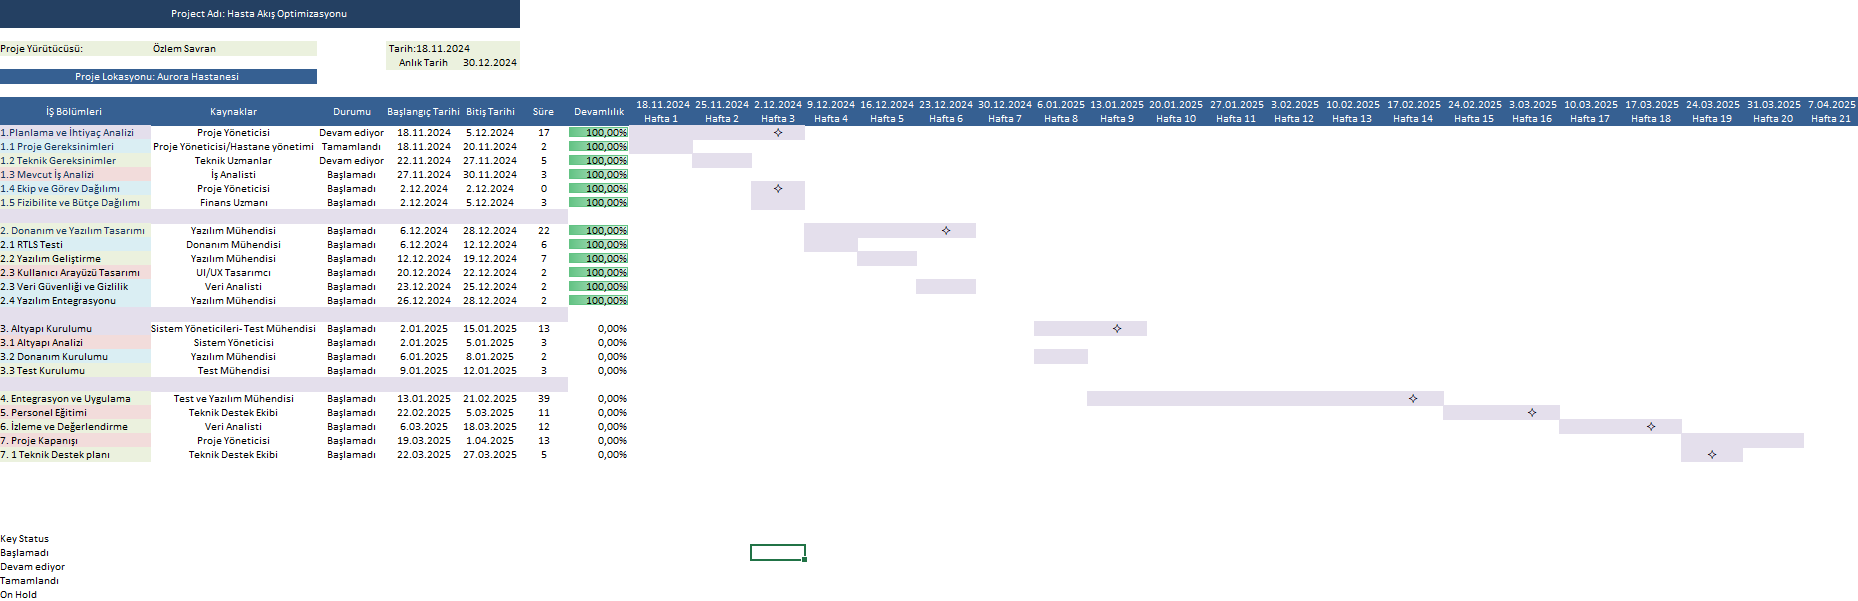 Project Adı: Hasta Akış Optimizasyonu
Proje Yürütücüsü: Özlem Savran Tarih:18.11.2024
Anlık Tarih 30.12.2024
Proje Lokasyonu: Aurora Hastanesi
18.11.2024 25.11.2024 2.12.2024 9.12.2024 16.12.2024 23.12.2024 30.12.2024 6.01.2025 13.01.2025 20.01.2025 27.01.2025 3.02.2025 10.02.2025 17.02.2025 24.02.2025 3.03.2025 10.03.2025 17.03.2025 24.03.2025 31.03.2025 7.04.2025
İŞ Bölümleri Kaynaklar Durumu Başlangıç Tarihi Bitiş Tarihi Süre Devamlılık Hafta 1 Hafta 2 Hafta 3 Hafta 4 Hafta 5 Hafta 6 Hafta 7 Hafta 8 Hafta 9 Hafta 10 Hafta 11 Hafta 12 Hafta 13 Hafta 14 Hafta 15 Hafta 16 Hafta 17 Hafta 18 Hafta 19 Hafta 20 Hafta 21
1.Planlama ve İhtiyaç Analizi Proje Yöneticisi Devam ediyor 18.11.2024 5.12.2024 17 100,00%
1.1 Proje Gereksinimleri Proje Yöneticisi/Hastane yönetimi Tamamlandı 18.11.2024 20.11.2024 2 100,00%
1.2 Teknik Gereksinimler Teknik Uzmanlar Devam ediyor 22.11.2024 27.11.2024 5 100,00%
1.3 Mevcut İş Analizi İş Analisti Başlamadı 27.11.2024 30.11.2024 3 100,00%
1.4 Ekip ve Görev Dağılımı Proje Yöneticisi Başlamadı 2.12.2024 2.12.2024 0 100,00%
1.5 Fizibilite ve Bütçe Dağılımı Finans Uzmanı Başlamadı 2.12.2024 5.12.2024 3 100,00%
2. Donanım ve Yazılım Tasarımı Yazılım Mühendisi Başlamadı 6.12.2024 28.12.2024 22 100,00%
2.1 RTLS Testi Donanım Mühendisi Başlamadı 6.12.2024 12.12.2024 6 100,00%
2.2 Yazılım Geliştirme Yazılım Mühendisi Başlamadı 12.12.2024 19.12.2024 7 100,00%
2.3 Kullanıcı Arayüzü Tasarımı UI/UX Tasarımcı Başlamadı 20.12.2024 22.12.2024 2 100,00%
2.3 Veri Güvenliği ve Gizlilik Veri Analisti Başlamadı 23.12.2024 25.12.2024 2 100,00%
2.4 Yazılım Entegrasyonu Yazılım Mühendisi Başlamadı 26.12.2024 28.12.2024 2 100,00%
3. Altyapı Kurulumu Sistem Yöneticileri- Test Mühendisi Başlamadı 2.01.2025 15.01.2025 13 0,00%
3.1 Altyapı Analizi Sistem Yöneticisi Başlamadı 2.01.2025 5.01.2025 3 0,00%
3.2 Donanım Kurulumu Yazılım Mühendisi Başlamadı 6.01.2025 8.01.2025 2 0,00%
3.3 Test Kurulumu Test Mühendisi Başlamadı 9.01.2025 12.01.2025 3 0,00%
4. Entegrasyon ve Uygulama Test ve Yazılım Mühendisi Başlamadı 13.01.2025 21.02.2025 39 0,00%
5. Personel Eğitimi Teknik Destek Ekibi Başlamadı 22.02.2025 5.03.2025 11 0,00%
6. İzleme ve Değerlendirme Veri Analisti Başlamadı 6.03.2025 18.03.2025 12 0,00%
7. Proje Kapanışı Proje Yöneticisi Başlamadı 19.03.2025 1.04.2025 13 0,00%
7. 1 Teknik Destek planı Teknik Destek Ekibi Başlamadı 22.03.2025 27.03.2025 5 0,00%
Key Status
Başlamadı
Devam ediyor
Tamamlandı
On Hold